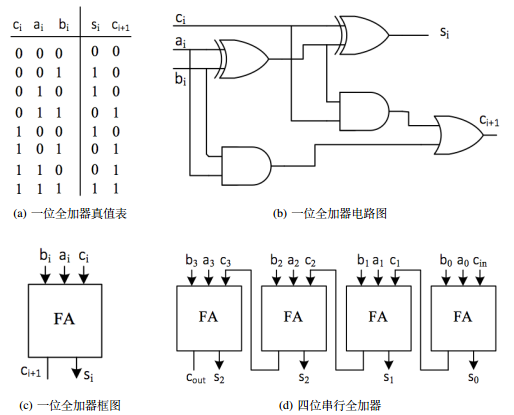 ci ai bi si ci+1
0 0 0 0 0
0 0 1 1 0
0 1 0 1 0
0 1 1 0 1
1 0 0 1 0
1 0 1 0 1
1 1 0 0 1
1 1 1 1 1
(a) 一位全加器真值表
ci
ai
bi
si
ci+1
(b) 一位全加器电路图
bi ai ci
FA
ci+1 si
(c) 一位全加器框图
b3 a3 c3 b2 a2 c2 b1 a1 c1 b0 a0 cin
FA FA FA FA
cout s2 s2 s1 s0
(d) 四位串行全加器